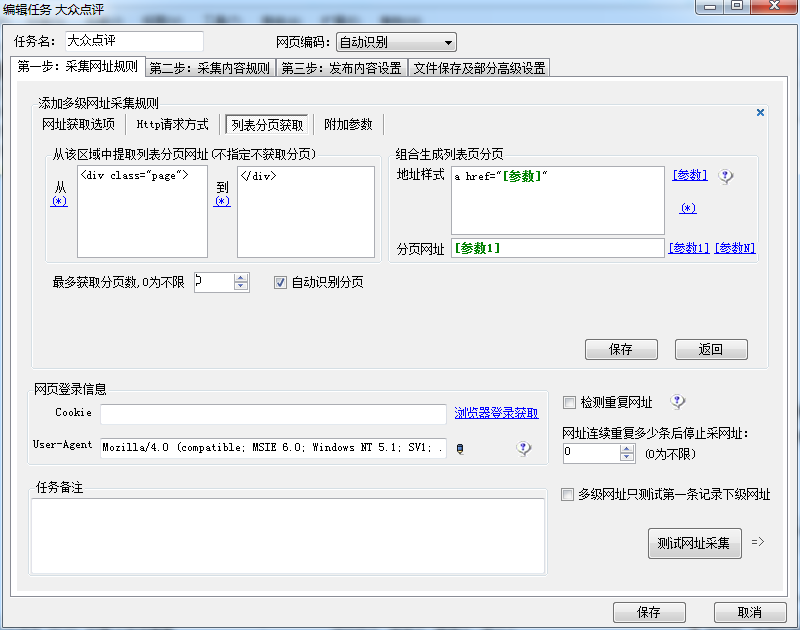 编辑任务 大众点评
任务名: 大众点评 网页编码: 自动识别
第一步: 采集网址规则 第二步: 采集内容规则 第三步: 发布内容设置 文件保存及部分高级设置
添加多级网址采集规则
网址获取选项 Http请求方式 列表分页获取 附加参数
从该区域中提取列表分页网址(不指定不获取分页) 组合生成列表页分页
从 <div class="page"> 到 </div> 地址样式 a href="[参数]" [参数]
(*) (*) (*)
分页网址 [参数1] [参数1] [参数N]
最多获取分页数,0为不限 自动识别分页
保存 返回
网页登录信息
Cookie 浏览器登录获取 检测重复网址
User-Agent Mozilla/4.0 (compatible; MSIE 6.0; Windows NT 5.1; SV1; . 网址连续重复多少条后停止采网址:
0 (0为不限)
任务备注 多级网址只测试第一条记录下级网址
测试网址采集 =>
保存 取消